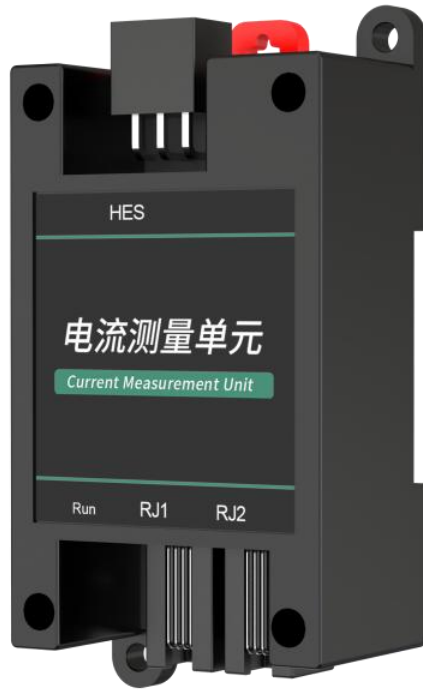 HES
电流测量单元
Current Measurement Unit
Run RJ1 RJ2